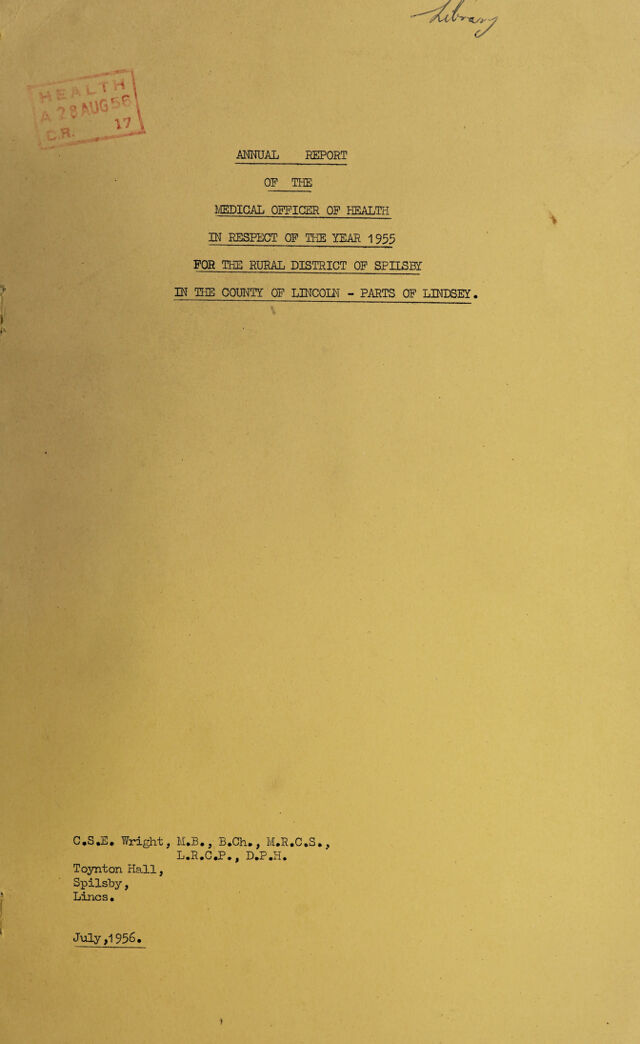 Library
HEALTH
A 28 AUG 56
C.R. 17
ANNUAL REPORT
OF THE
MEDICAL OFFICER OF HEALTH
IN RESPECT OF THE YEAR 1955
FOR THE RURAL DISTRICT OF SPILSBY
IN THE COUNTY OF LINCOLN - PARTS OF LINDSEY.
C.S.E. Wright, M.B., B.Ch., M.R.C.S.,
L.R.C.P., D.P.H.
Toynton Hall,
Spilsby,
Lincs.
July,1956.